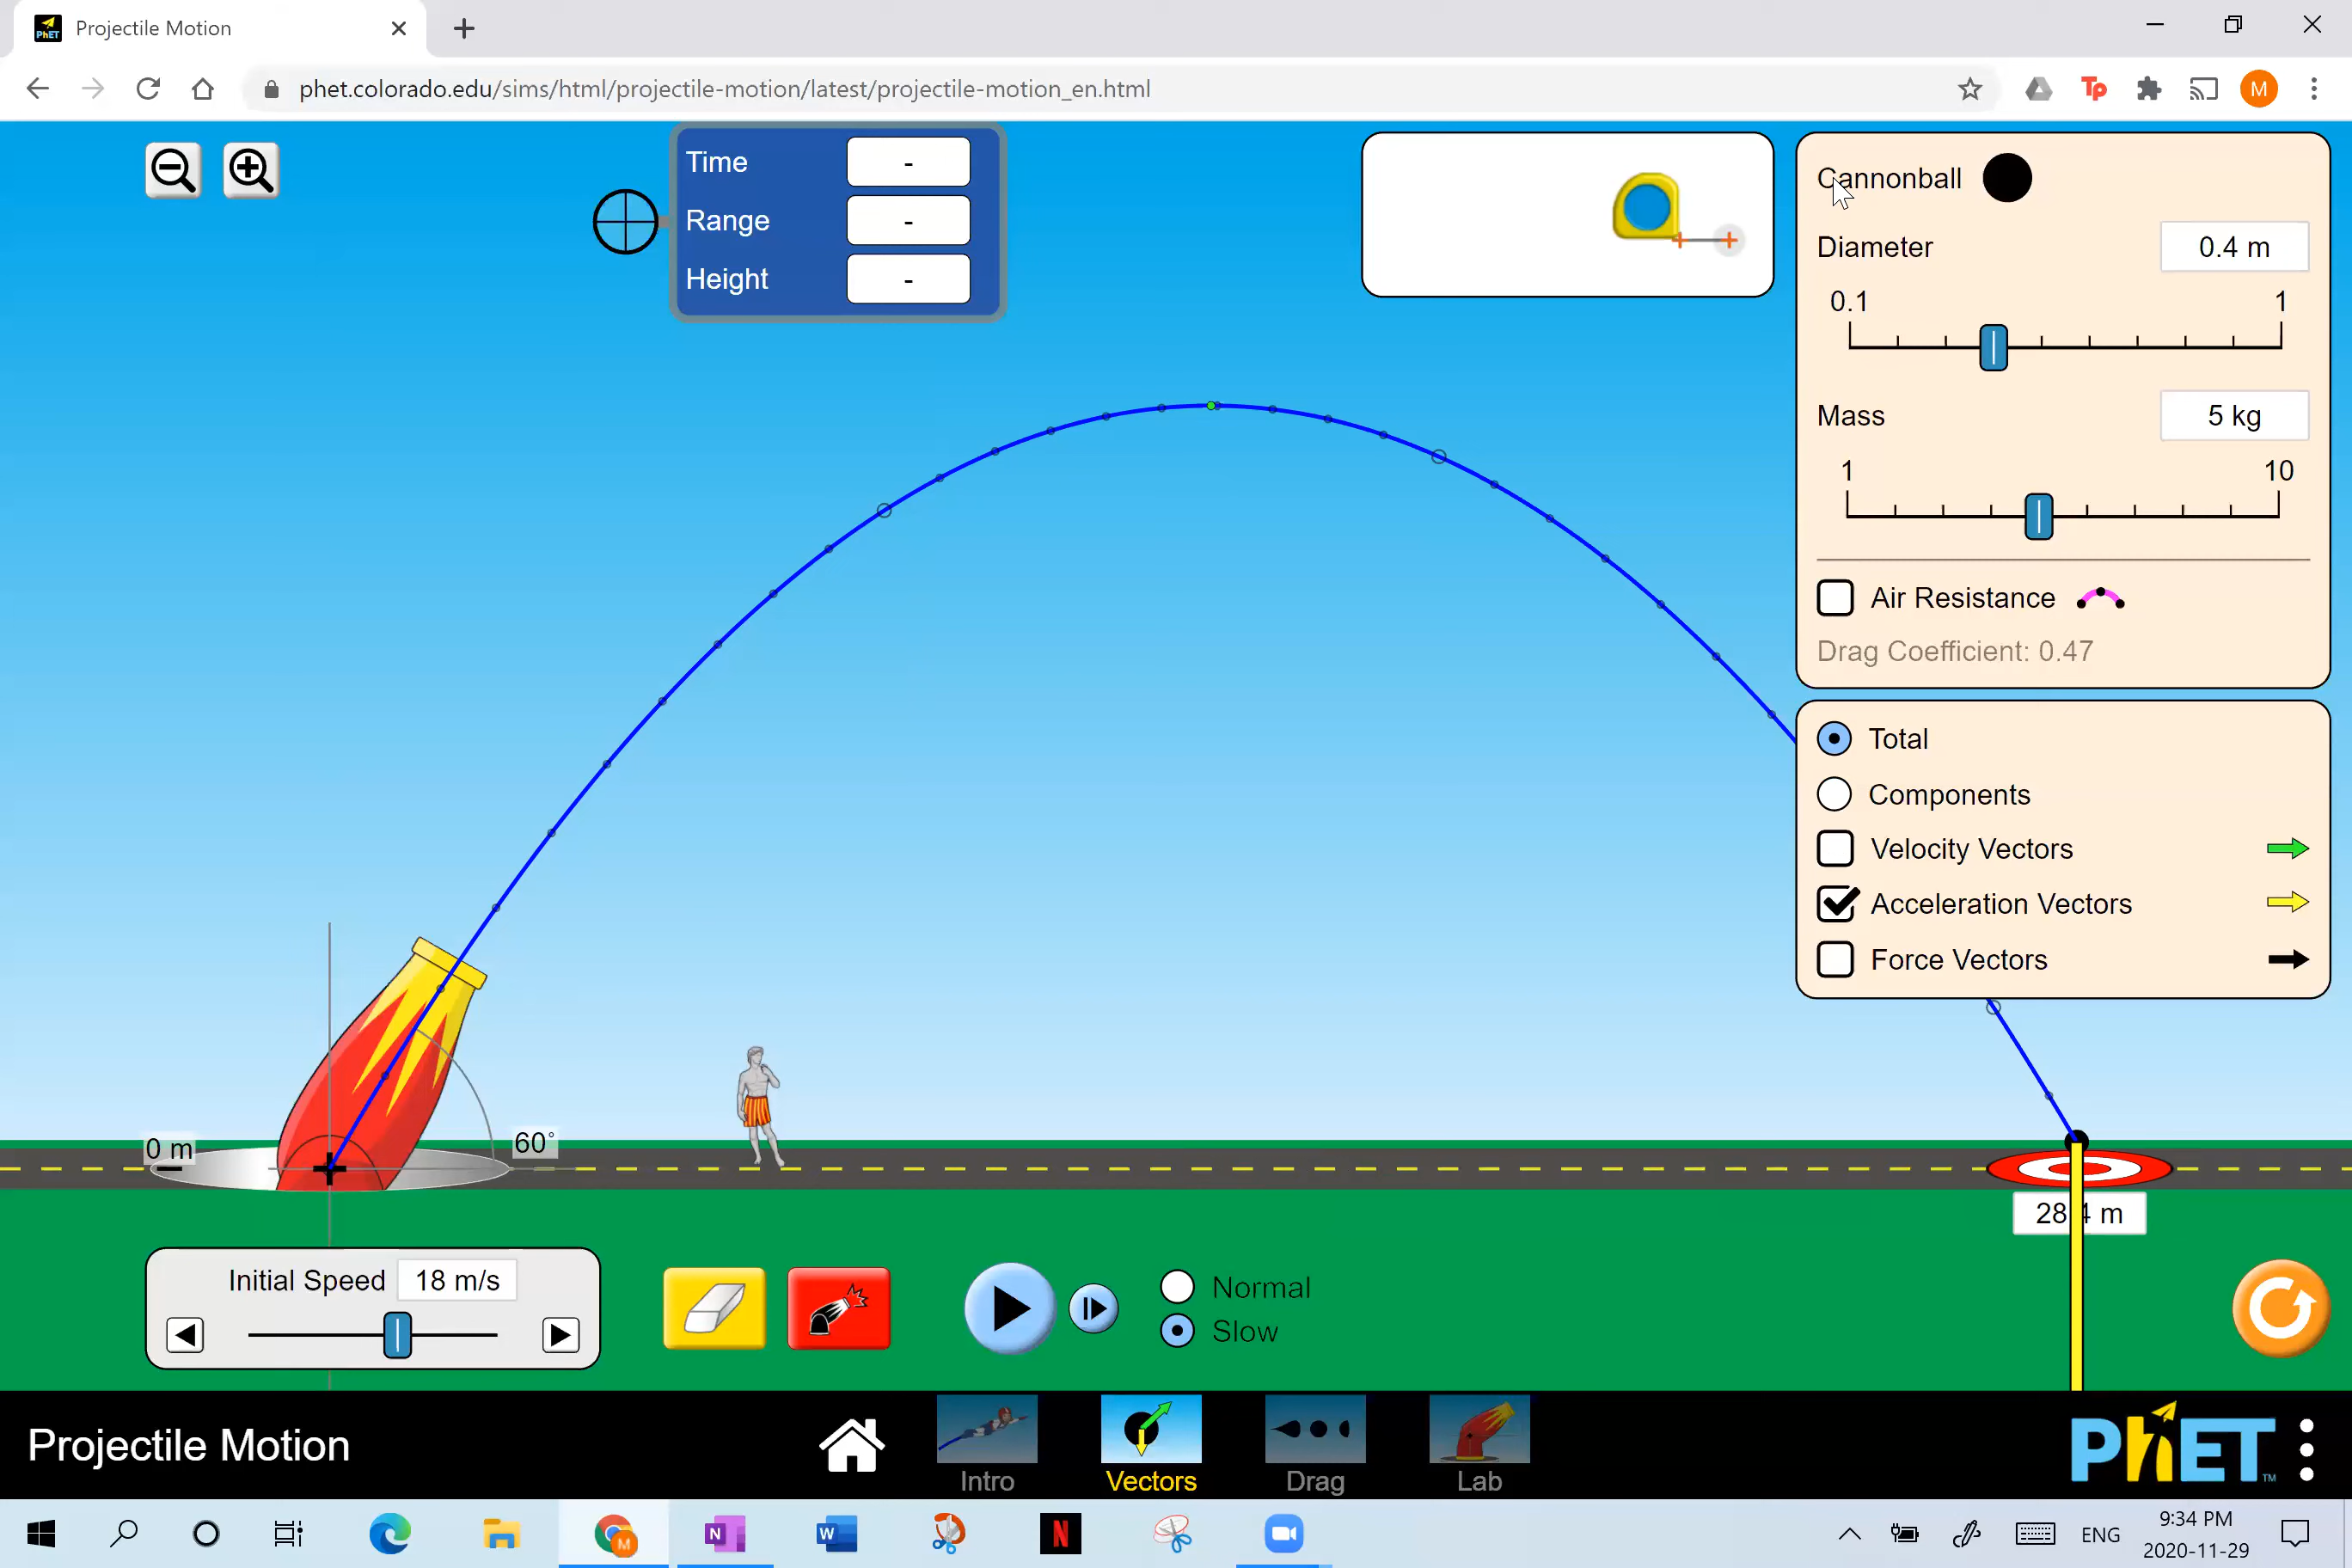 Projectile Motion
phet.colorado.edu/sims/html/projectile-motion/latest/projectile-motion_en.html
M
Time -
Range -
Height -
Cannonball
Diameter 0.4 m
0.1 1
Mass 5 kg
1 10
Air Resistance
Drag Coefficient: 0.47
Total
Components
Velocity Vectors
Acceleration Vectors
Force Vectors
0 m
60°
28.4 m
Initial Speed 18 m/s
Normal
Slow
Projectile Motion
Intro
Vectors
Drag
Lab
PhET™
ENG
9:34 PM
2020-11-29